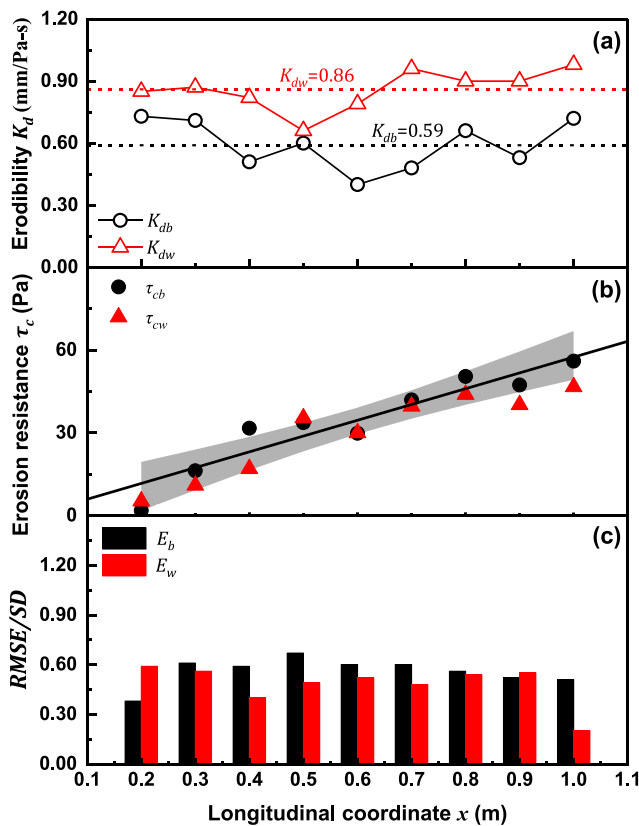 1.20
(a)
K_dw=0.86
0.90
Erodibility K_d (mm/Pa-s)
0.60
K_db=0.59
0.30
K_db
K_dw
0.00
(b)
τ_cb
τ_cw
60
Erosion resistance τ_c (Pa)
30
0
(c)
E_b
E_w
1.20
0.90
RMSE/SD
0.60
0.30
0.00
0.1 0.2 0.3 0.4 0.5 0.6 0.7 0.8 0.9 1.0 1.1
Longitudinal coordinate x (m)